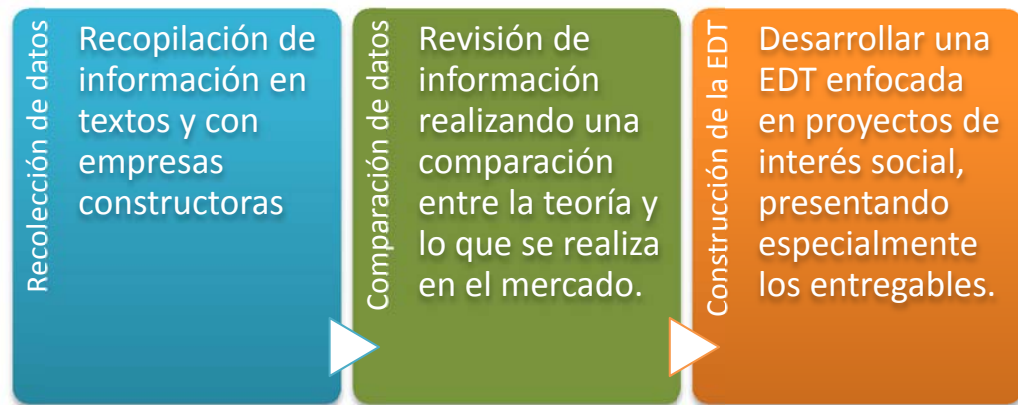 Recolección de datos
Recopilación de
información en
textos y con
empresas
constructoras
Comparación de datos
Revisión de
información
realizando una
comparación
entre la teoría y
lo que se realiza
en el mercado.
Construcción de la EDT
Desarrollar una
EDT enfocada
en proyectos de
interés social,
presentando
especialmente
los entregables.